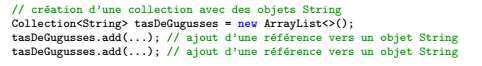 // création d'une collection avec des objets String
Collection<String> tasDeGugusses = new ArrayList<>();
tasDeGugusses.add(...); // ajout d'une référence vers un objet String
tasDeGugusses.add(...); // ajout d'une référence vers un objet String